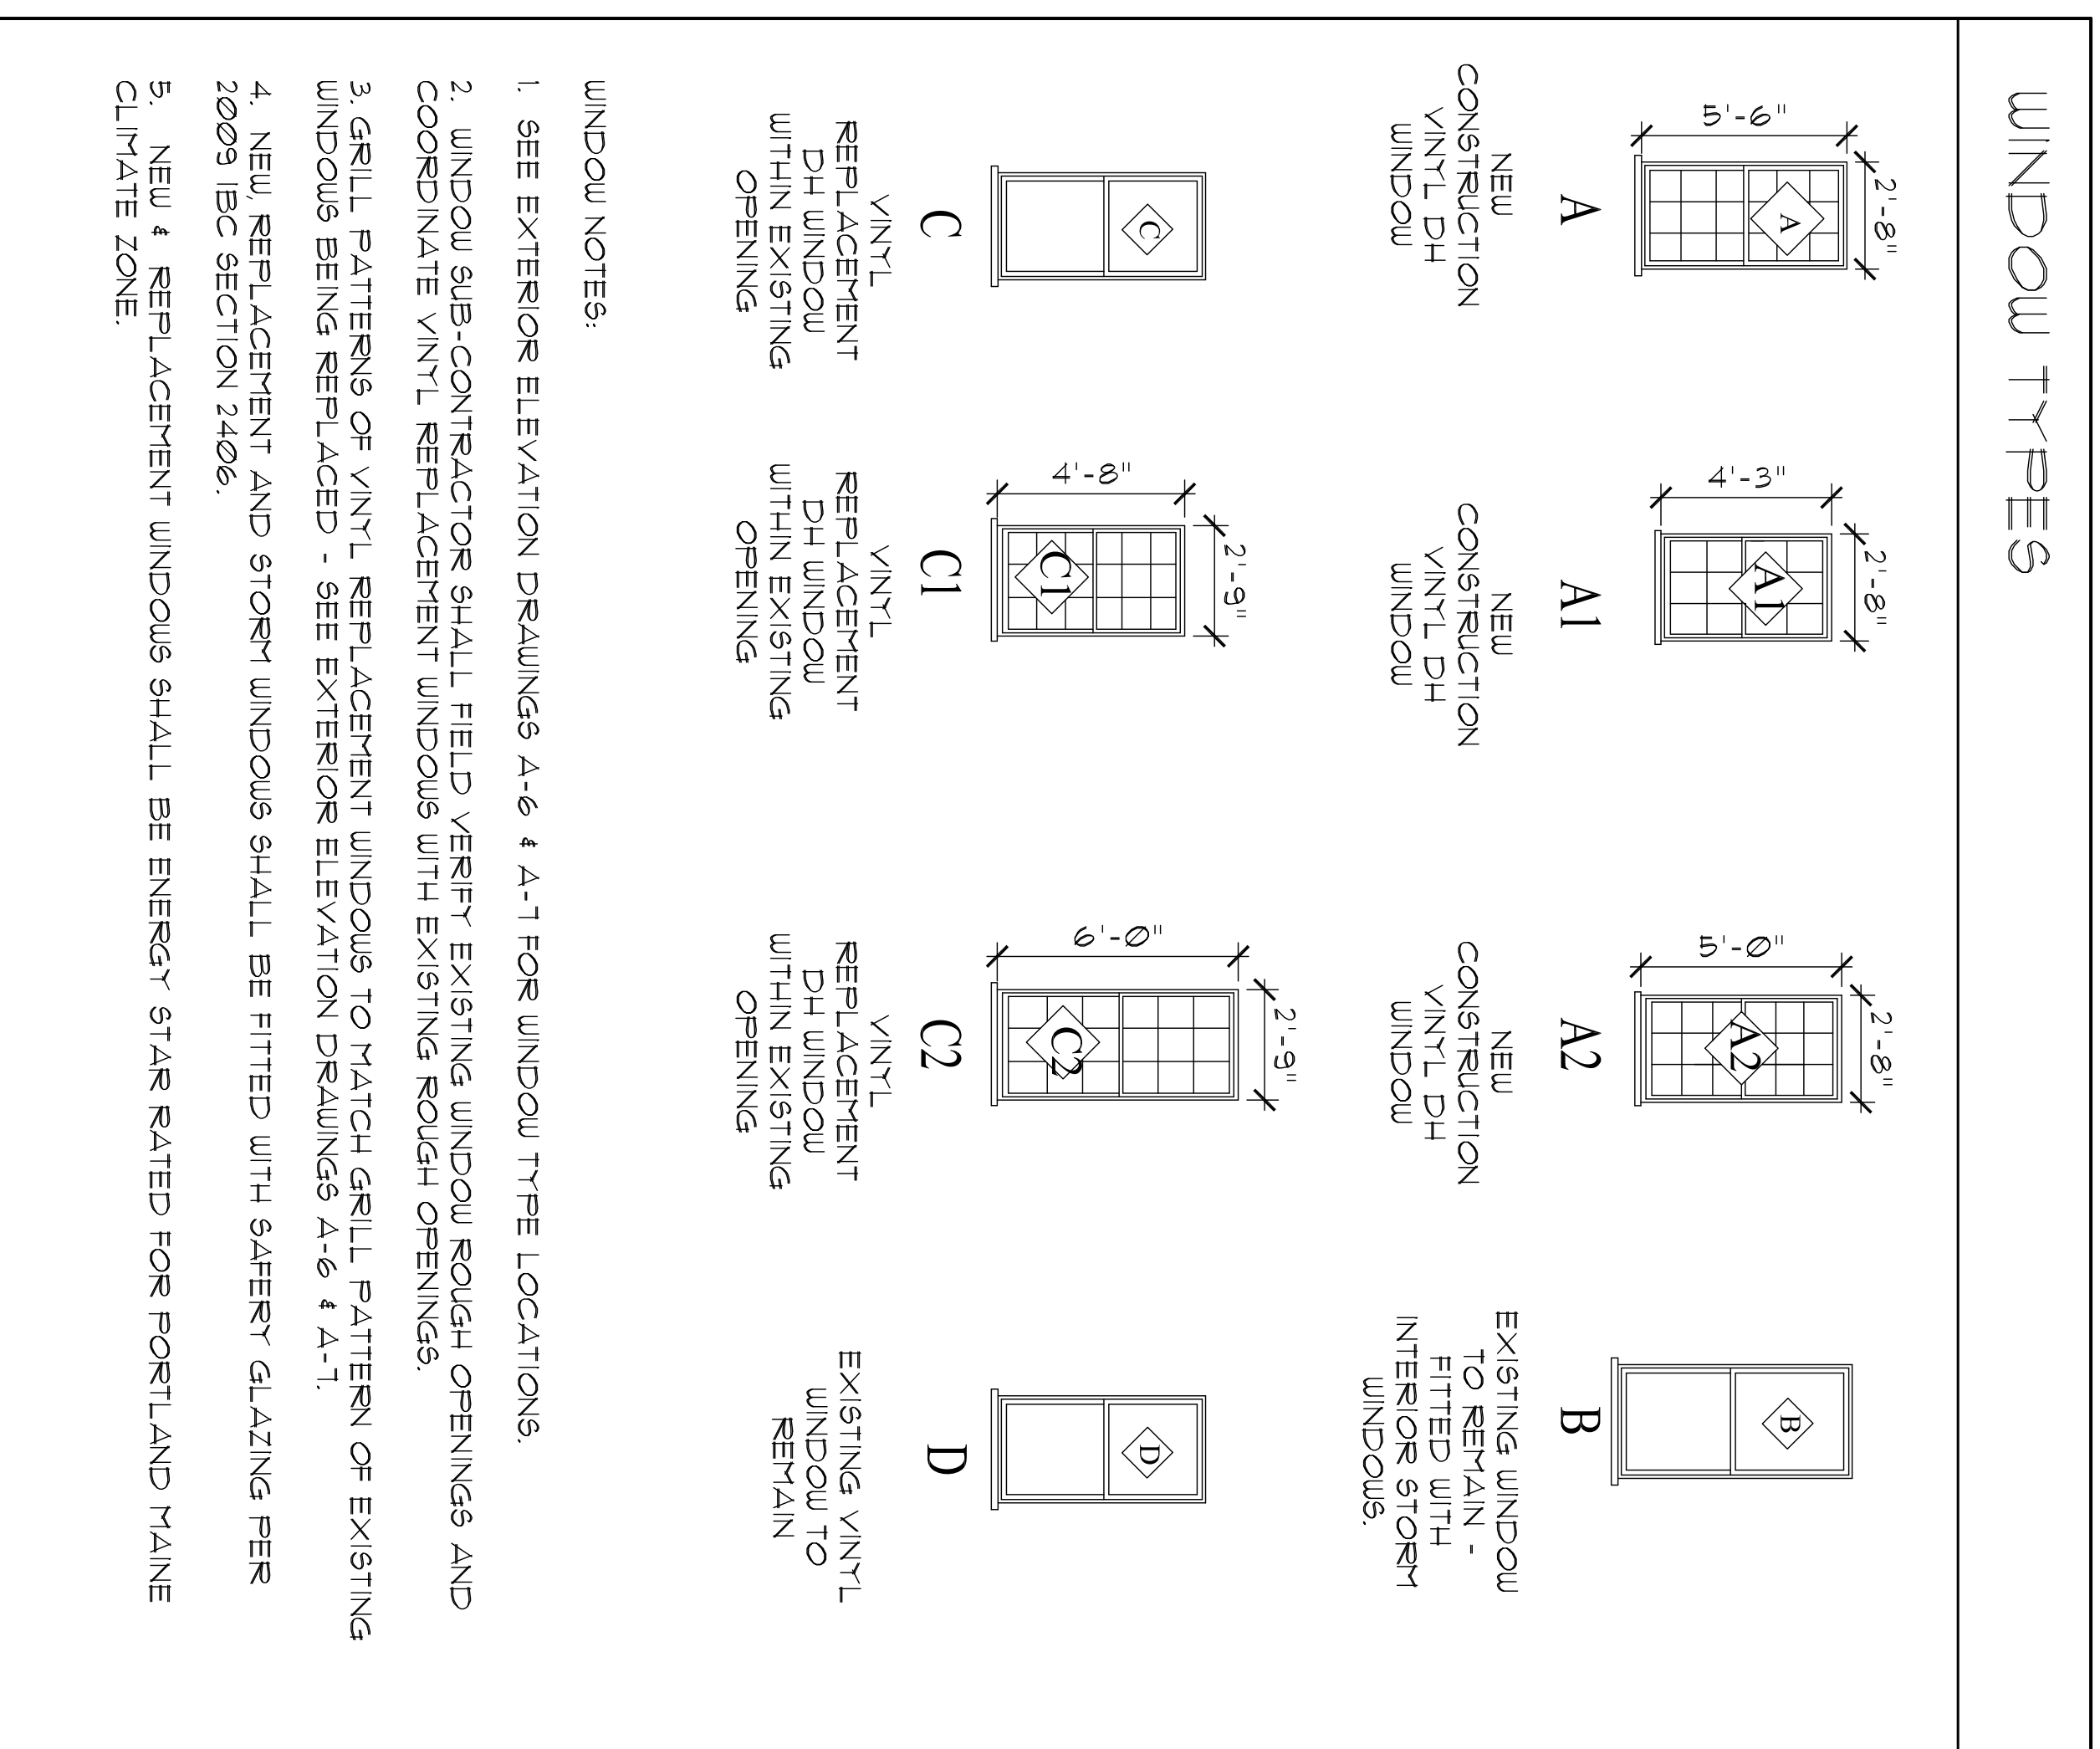 WINDOW TYPES
2'-8"
5'-6"
A
A
NEW
CONSTRUCTION
VINYL DH
WINDOW
2'-8"
4'-3"
A1
A1
NEW
CONSTRUCTION
VINYL DH
WINDOW
2'-8"
5'-0"
A2
A2
NEW
CONSTRUCTION
VINYL DH
WINDOW
B
B
EXISTING WINDOW
TO REMAIN -
FITTED WITH
INTERIOR STORM
WINDOWS.
C
C
VINYL
REPLACEMENT
DH WINDOW
WITHIN EXISTING
OPENING
2'-9"
4'-8"
C1
C1
VINYL
REPLACEMENT
DH WINDOW
WITHIN EXISTING
OPENING
2'-9"
6'-0"
C2
C2
VINYL
REPLACEMENT
DH WINDOW
WITHIN EXISTING
OPENING
D
D
EXISTING VINYL
WINDOW TO
REMAIN
WINDOW NOTES:
1. SEE EXTERIOR ELEVATION DRAWINGS A-6 & A-7 FOR WINDOW TYPE LOCATIONS.
2. WINDOW SUB-CONTRACTOR SHALL FIELD VERIFY EXISTING WINDOW ROUGH OPENINGS AND
COORDINATE VINYL REPLACEMENT WINDOWS WITH EXISTING ROUGH OPENINGS.
3. GRILL PATTERNS OF VINYL REPLACEMENT WINDOWS TO MATCH GRILL PATTERN OF EXISTING
WINDOWS BEING REPLACED - SEE EXTERIOR ELEVATION DRAWINGS A-6 & A-7.
4. NEW, REPLACEMENT AND STORM WINDOWS SHALL BE FITTED WITH SAFERY GLAZING PER
2009 IBC SECTION 2406.
5. NEW & REPLACEMENT WINDOWS SHALL BE ENERGY STAR RATED FOR PORTLAND MAINE
CLIMATE ZONE.